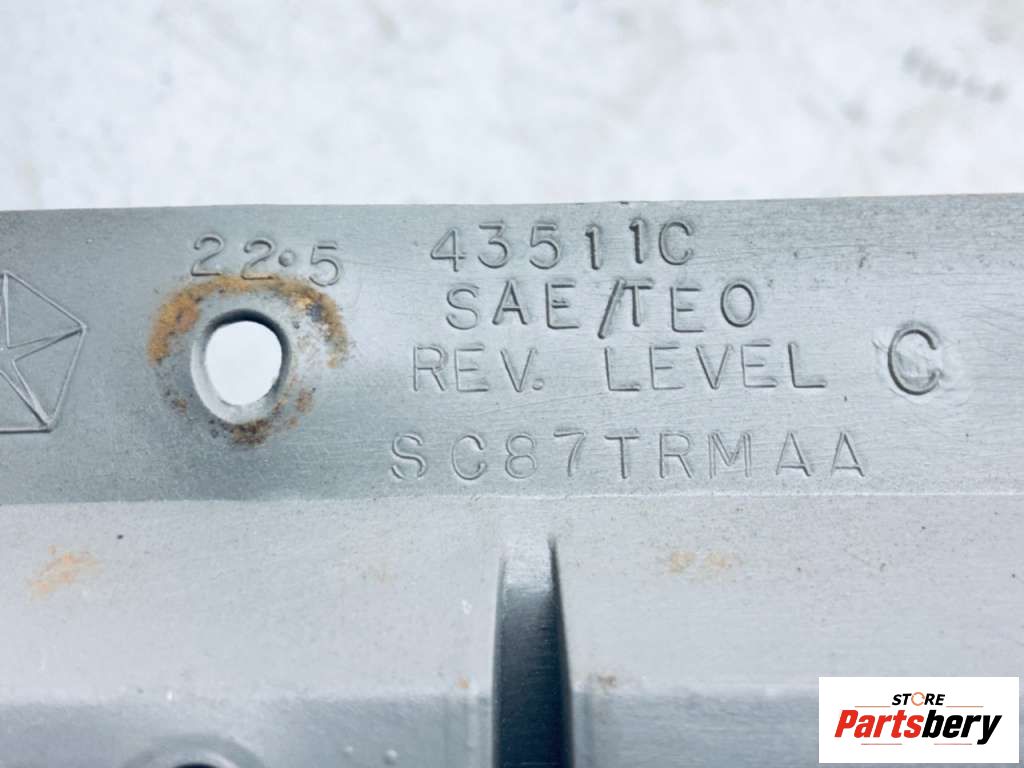 22.5 43511C
SAE/TEO
REV. LEVEL C
SC87TRMAA
STORE
Partsbery